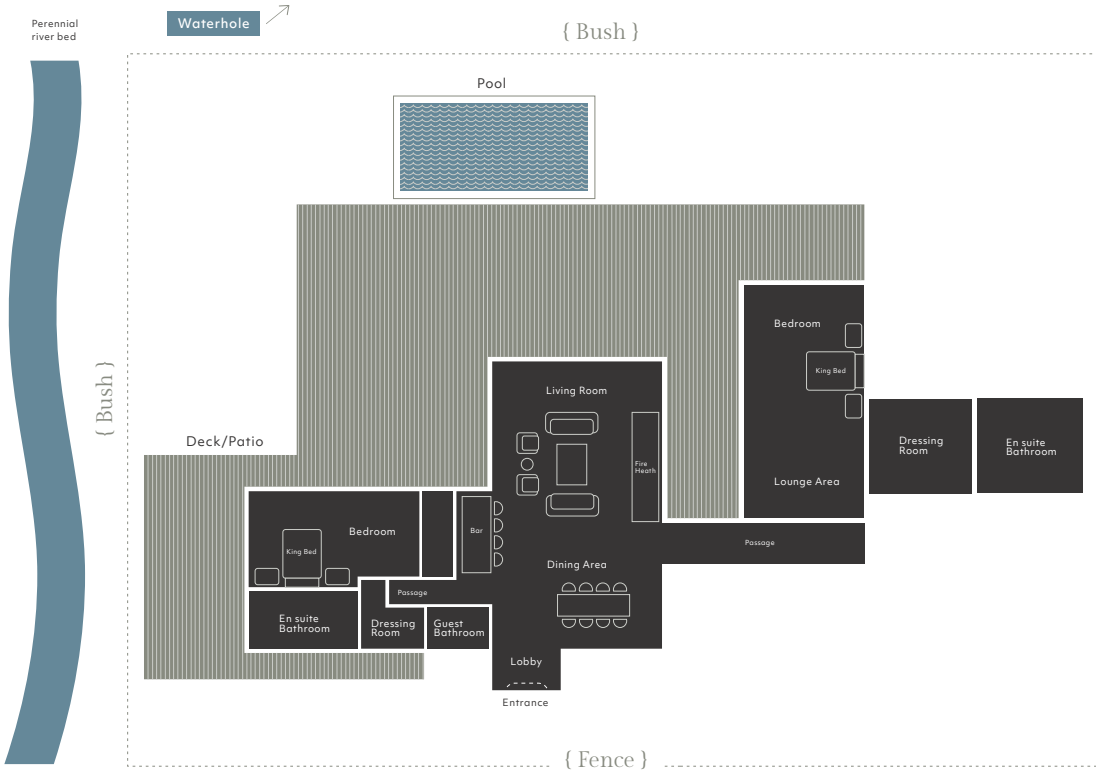 Perennial
river bed
Waterhole
{ Bush }
Pool
{ Bush }
Deck/Patio
Bedroom
King Bed
Lounge Area
Dressing
Room
En suite
Bathroom
Living Room
Fire
Heath
Bar
Bedroom
King Bed
Passage
Dining Area
Passage
En suite
Bathroom
Dressing
Room
Guest
Bathroom
Lobby
Entrance
{ Fence }